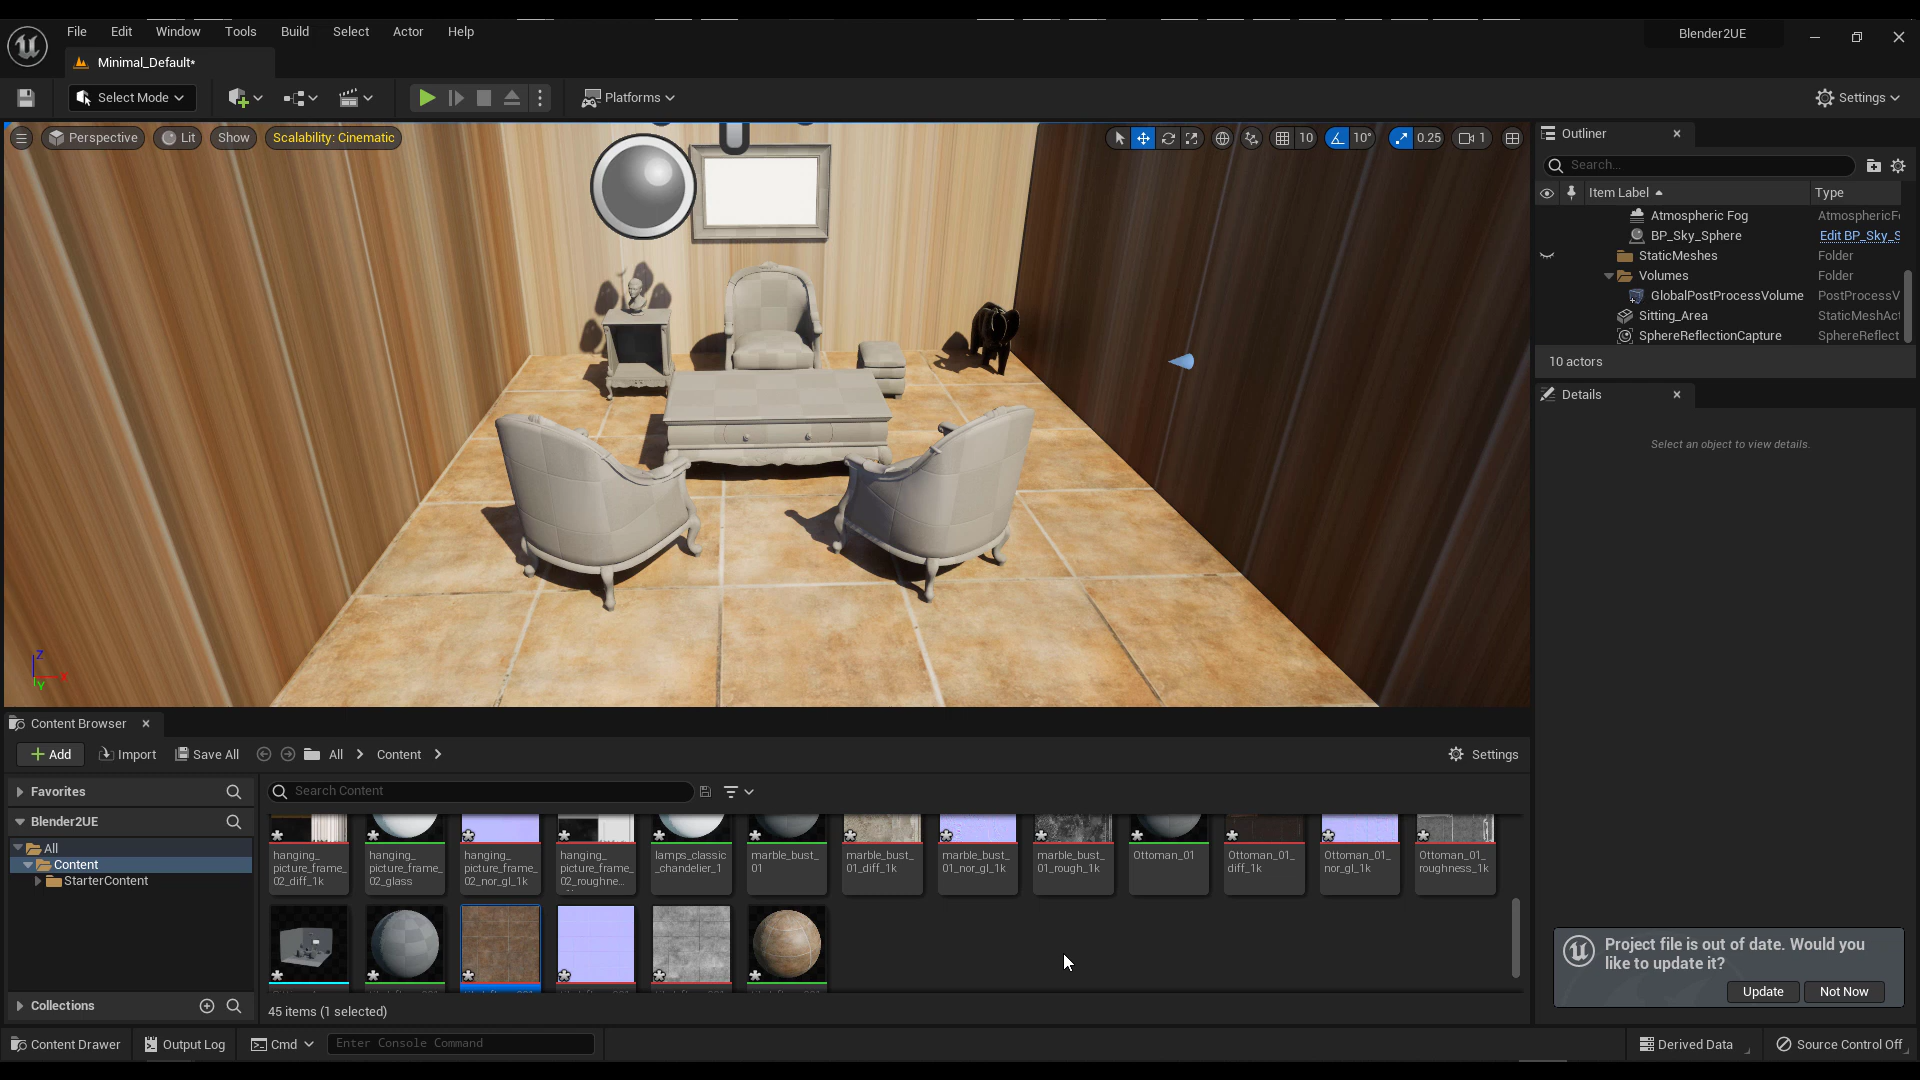 File Edit Window Tools Build Select Actor Help
Blender2UE
Minimal_Default*
Select Mode
Platforms
Settings
Perspective
Lit
Show
Scalability: Cinematic
10
10°
0.25
1
Outliner
Search...
Item Label
Type
Atmospheric Fog
AtmosphericF
BP_Sky_Sphere
Edit BP_Sky_S
StaticMeshes
Folder
Volumes
Folder
GlobalPostProcessVolume
PostProcessV
Sitting_Area
StaticMeshAct
SphereReflectionCapture
SphereReflect
10 actors
Details
Select an object to view details.
Z
X
Y
Content Browser
Add
Import
Save All
All
Content
Settings
Favorites
Search Content
Blender2UE
All
Content
StarterContent
Collections
hanging_
picture_frame_
02_diff_1k
hanging_
picture_frame_
02_glass
hanging_
picture_frame_
02_nor_gl_1k
hanging_
picture_frame_
02_roughne...
lamps_classic
_chandelier_1
marble_bust_
01
marble_bust_
01_diff_1k
marble_bust_
01_nor_gl_1k
marble_bust_
01_rough_1k
Ottoman_01
Ottoman_01_
diff_1k
Ottoman_01_
nor_gl_1k
Ottoman_01_
roughness_1k
45 items (1 selected)
Project file is out of date. Would you
like to update it?
Update
Not Now
Content Drawer
Output Log
Cmd
Enter Console Command
Derived Data
Source Control Off